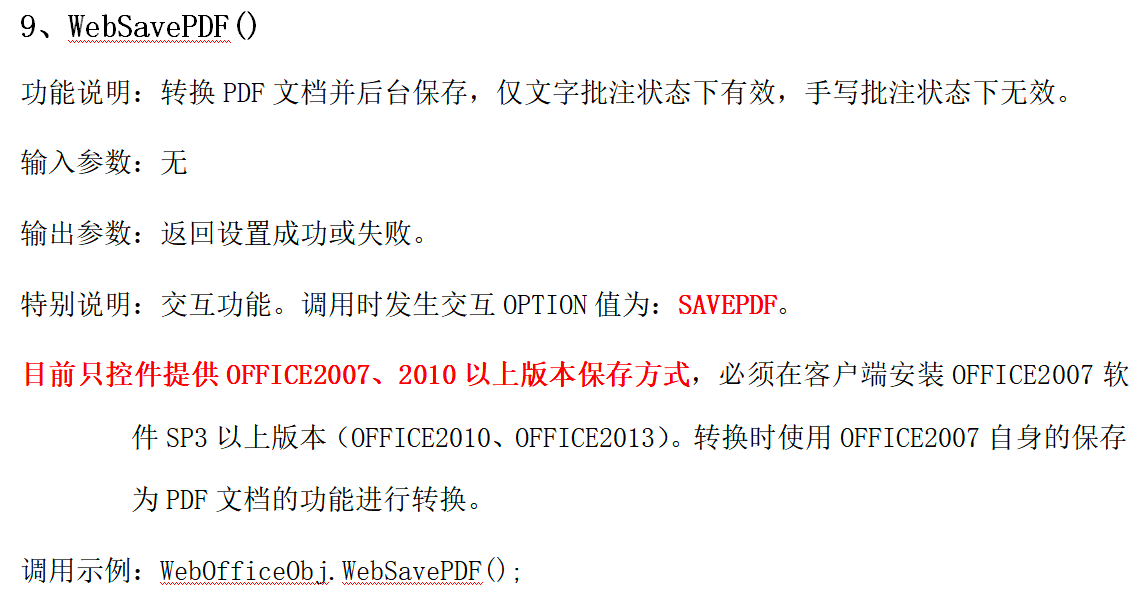 9、WebSavePDF()
功能说明：转换 PDF 文档并后台保存，仅文字批注状态下有效，手写批注状态下无效。
输入参数：无
输出参数：返回设置成功或失败。
特别说明：交互功能。调用时发生交互 OPTION 值为：SAVEPDF。
目前只控件提供 OFFICE2007、2010 以上版本保存方式，必须在客户端安装 OFFICE2007 软
件 SP3 以上版本（OFFICE2010、OFFICE2013）。转换时使用 OFFICE2007 自身的保存
为 PDF 文档的功能进行转换。
调用示例：WebOfficeObj.WebSavePDF();